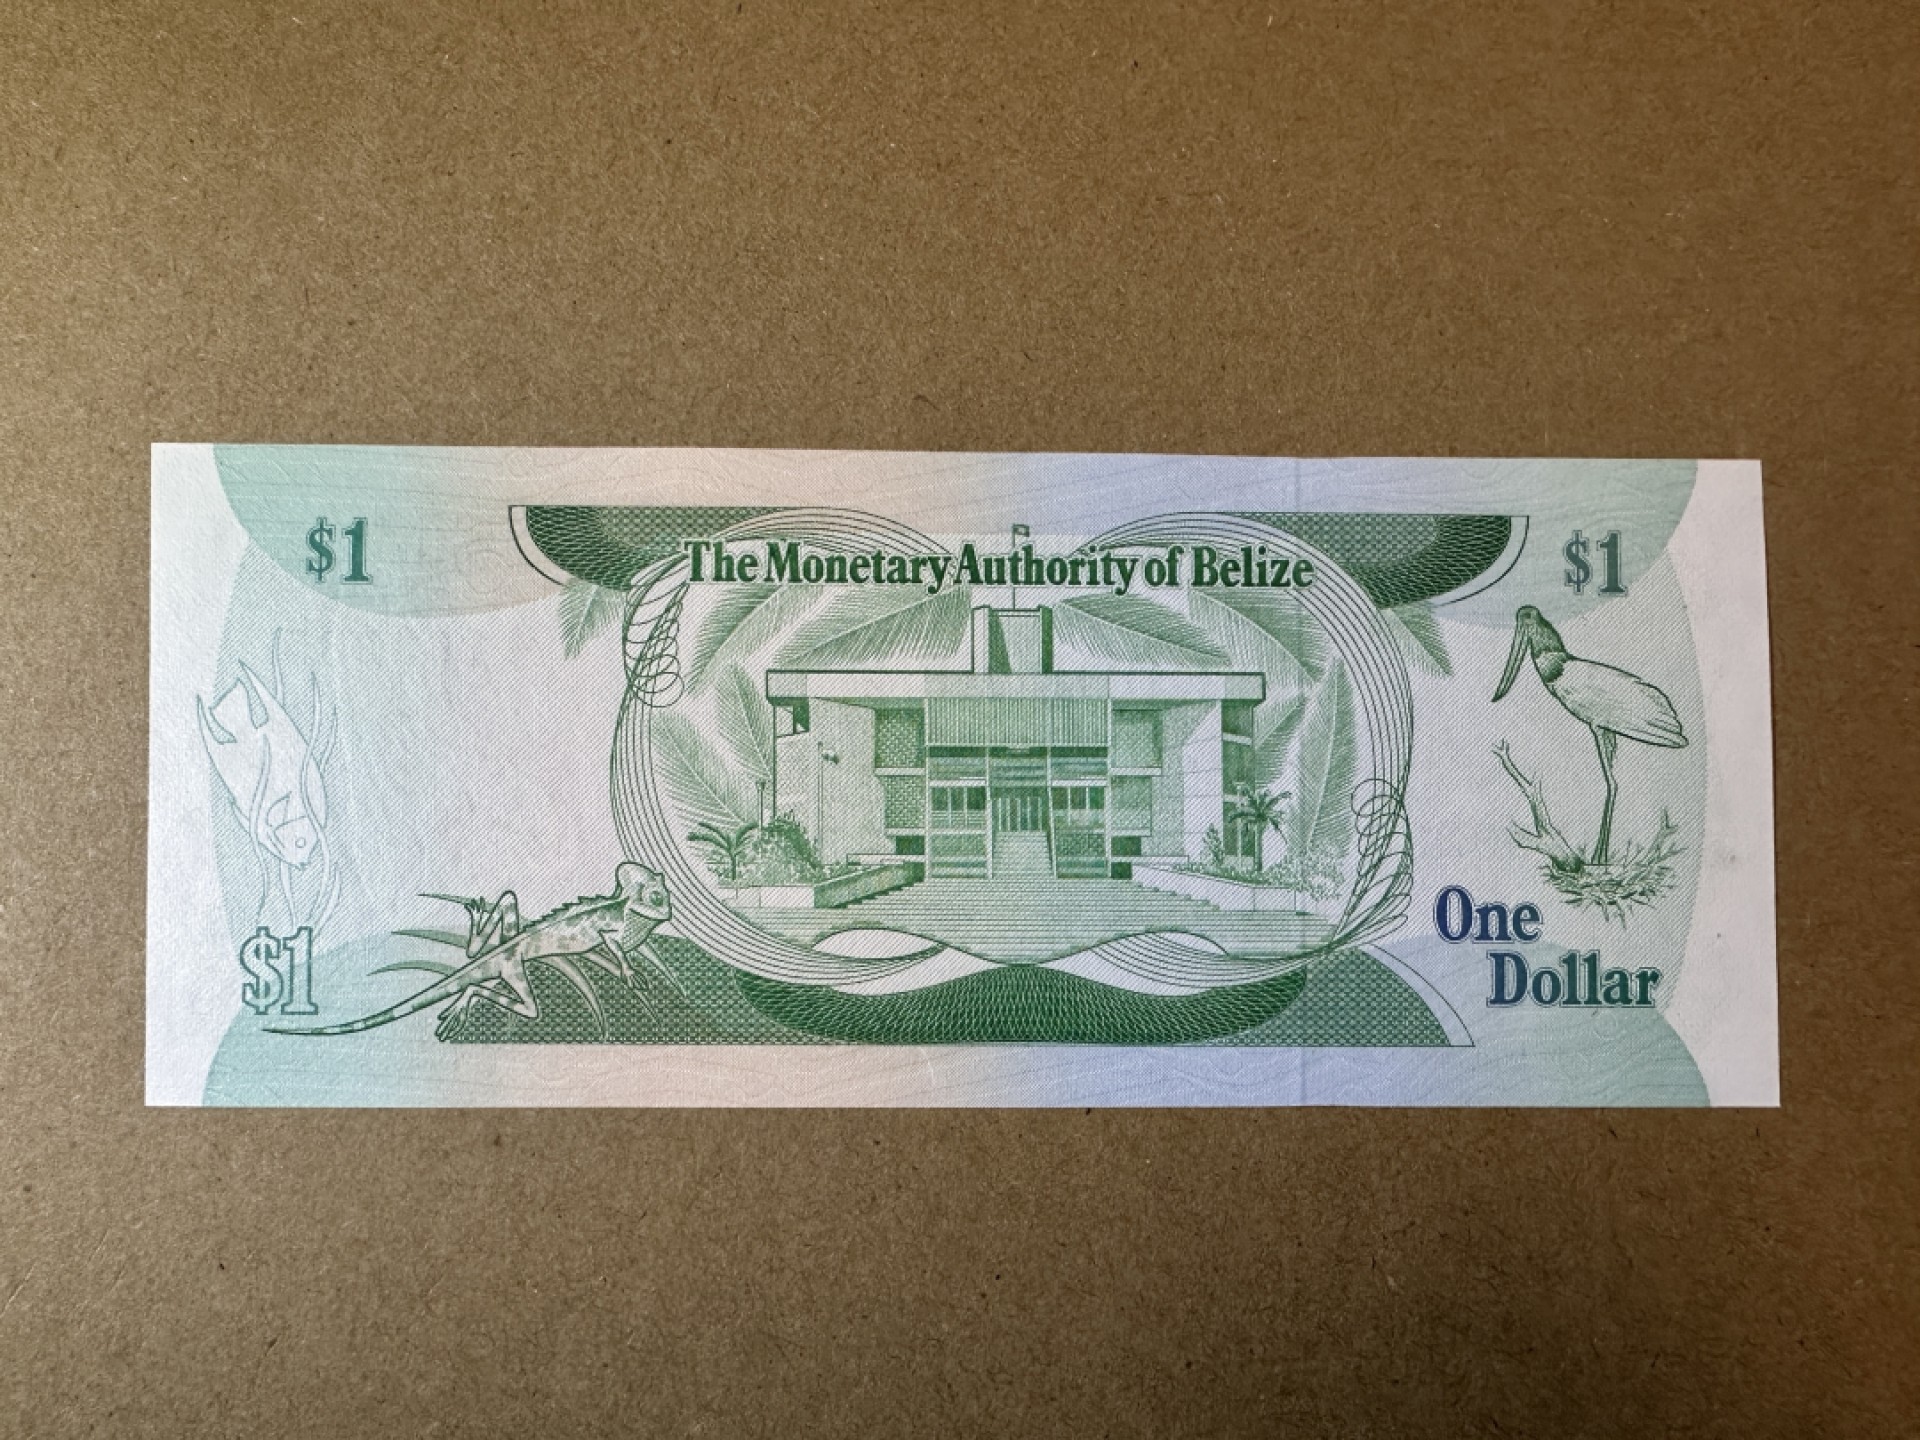 The Monetary Authority of Belize
$1
$1
$1
One
Dollar